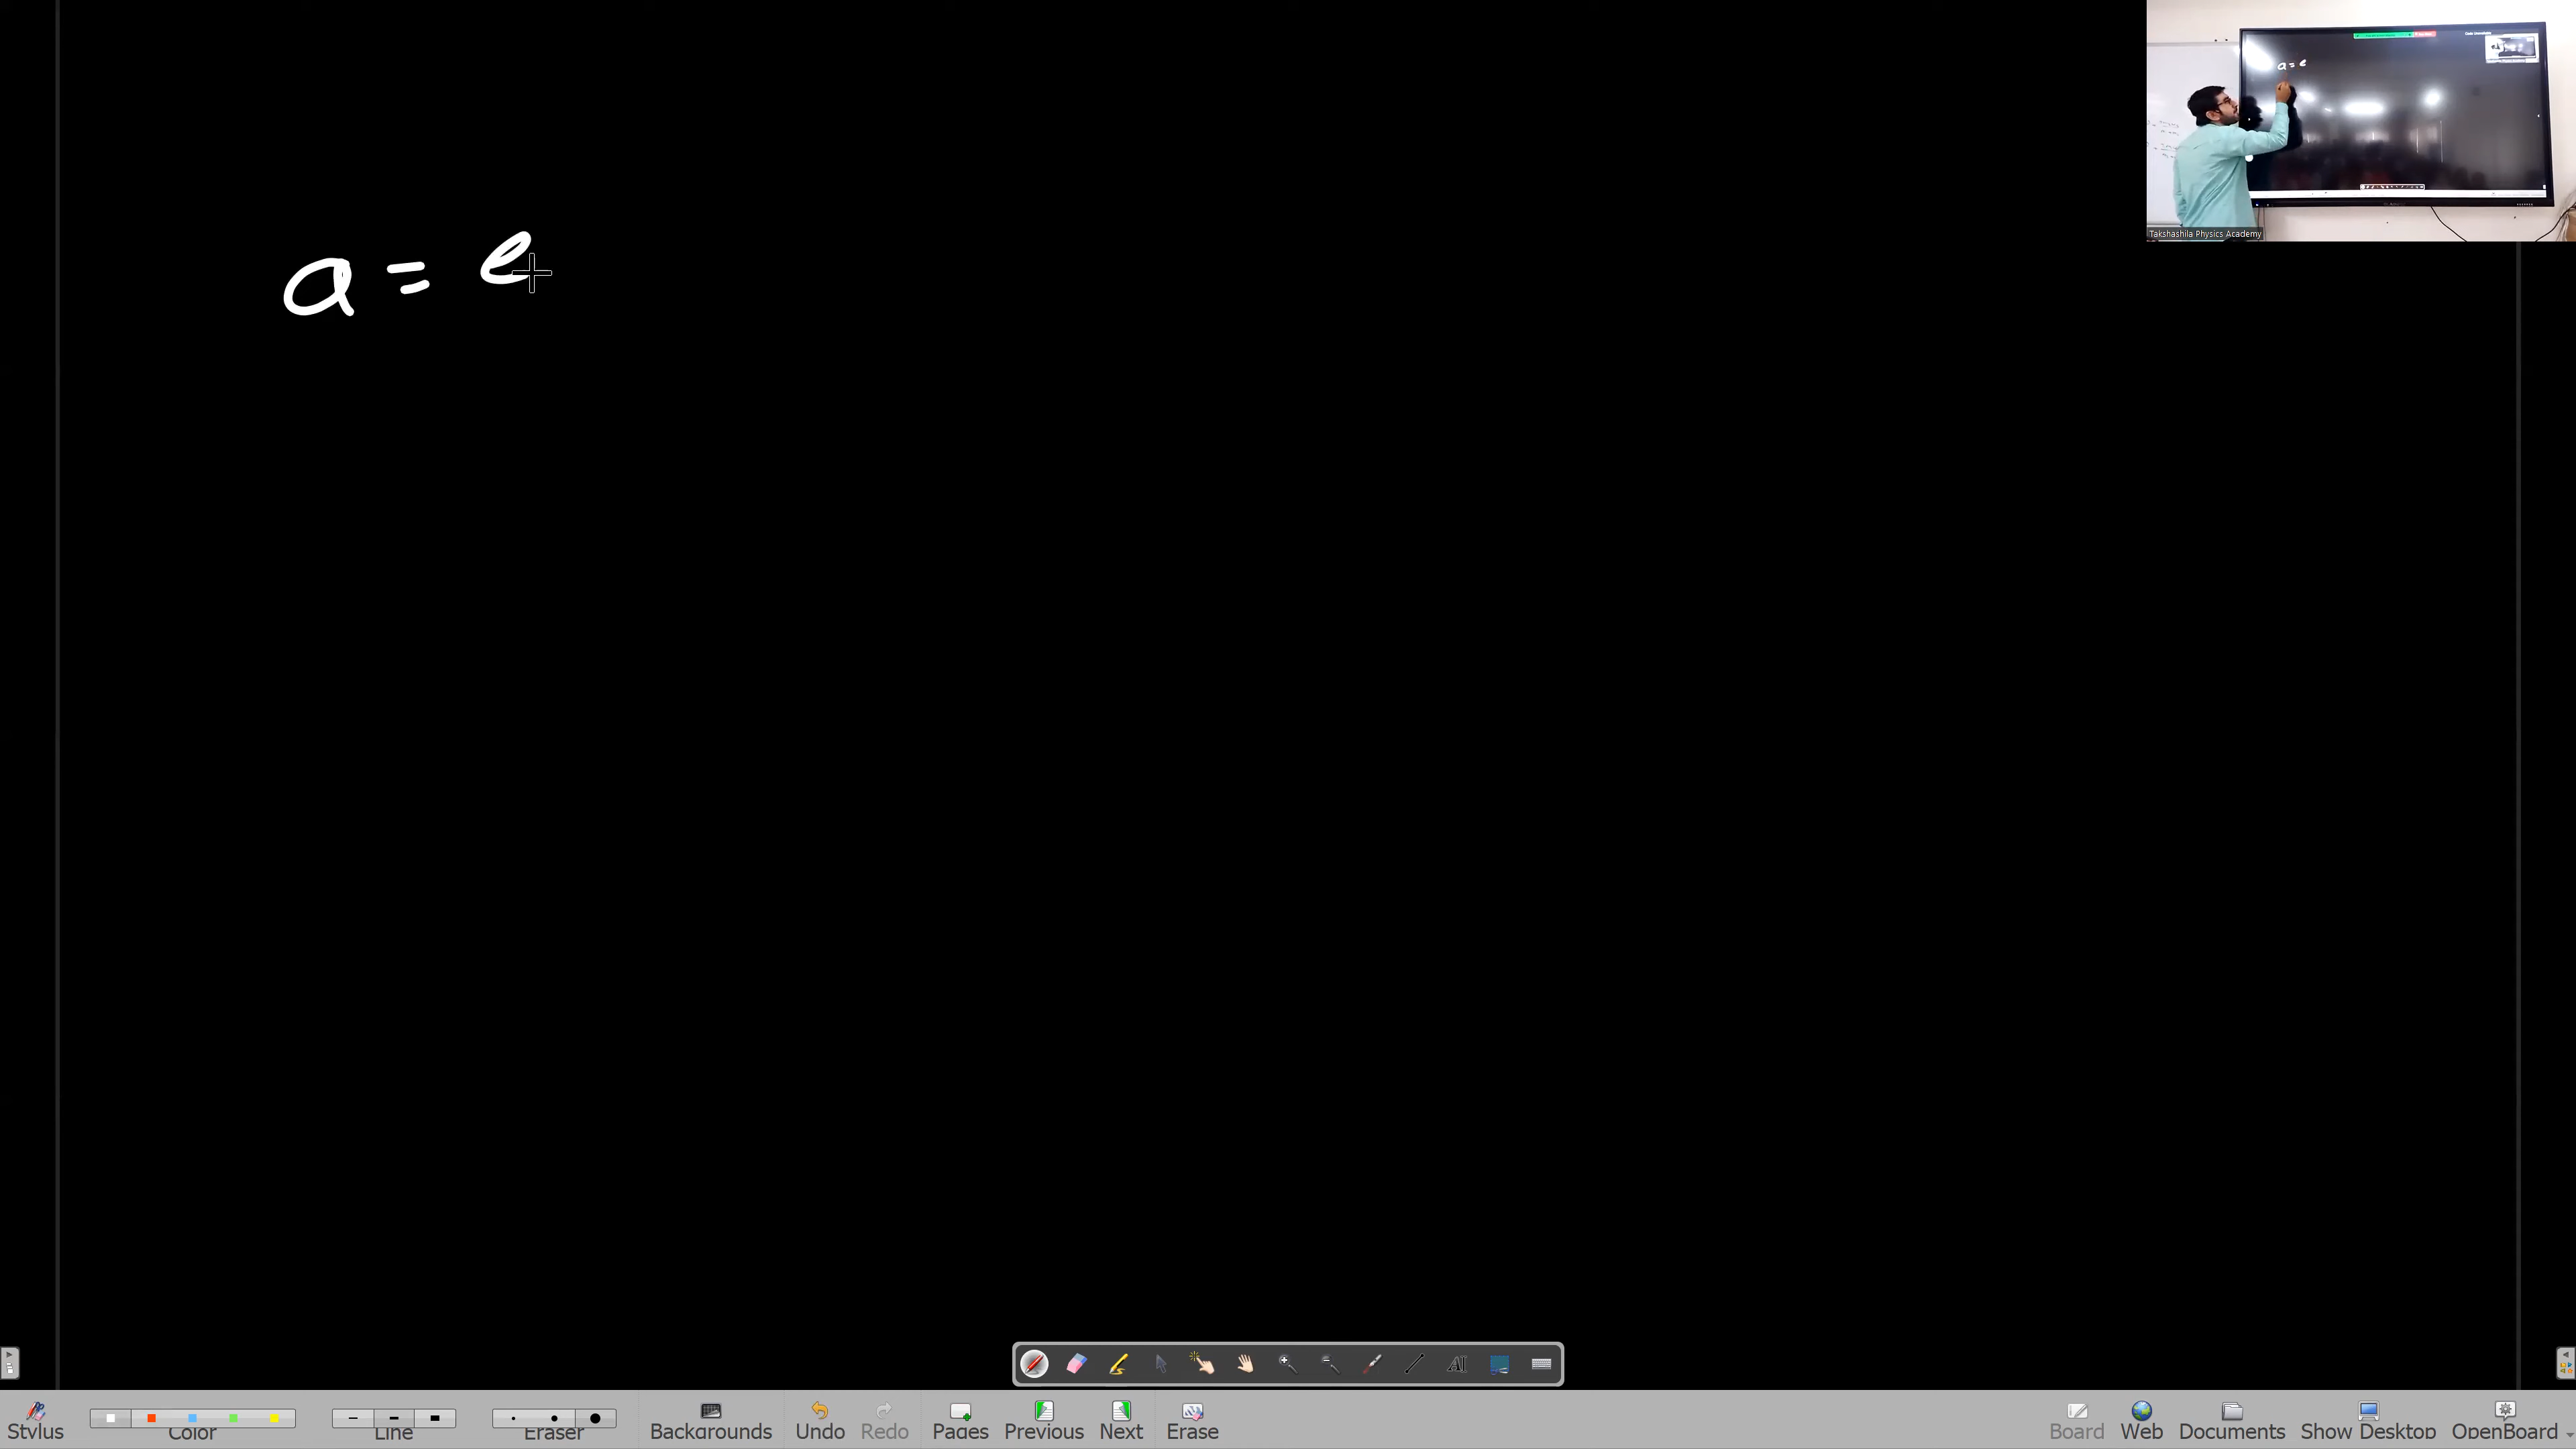 a = e
Takshashila Physics Academy
Stylus Color Line Eraser Backgrounds Undo Redo Pages Previous Next Erase Board Web Documents Show Desktop OpenBoard